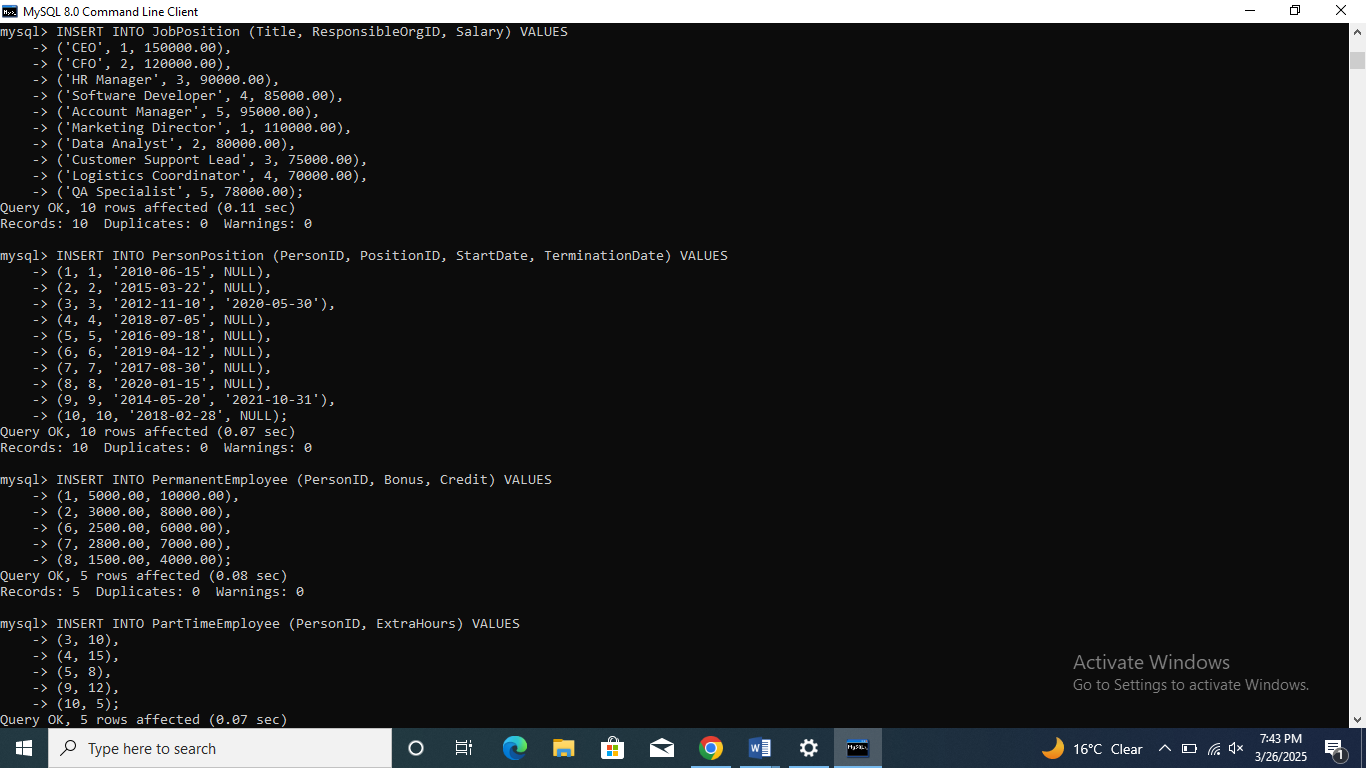 MySQL 8.0 Command Line Client
mysql> INSERT INTO JobPosition (Title, ResponsibleOrgID, Salary) VALUES
    -> ('CEO', 1, 150000.00),
    -> ('CFO', 2, 120000.00),
    -> ('HR Manager', 3, 90000.00),
    -> ('Software Developer', 4, 85000.00),
    -> ('Account Manager', 5, 95000.00),
    -> ('Marketing Director', 1, 110000.00),
    -> ('Data Analyst', 2, 80000.00),
    -> ('Customer Support Lead', 3, 75000.00),
    -> ('Logistics Coordinator', 4, 70000.00),
    -> ('QA Specialist', 5, 78000.00);
Query OK, 10 rows affected (0.11 sec)
Records: 10  Duplicates: 0  Warnings: 0
mysql> INSERT INTO PersonPosition (PersonID, PositionID, StartDate, TerminationDate) VALUES
    -> (1, 1, '2010-06-15', NULL),
    -> (2, 2, '2015-03-22', NULL),
    -> (3, 3, '2012-11-10', '2020-05-30'),
    -> (4, 4, '2018-07-05', NULL),
    -> (5, 5, '2016-09-18', NULL),
    -> (6, 6, '2019-04-12', NULL),
    -> (7, 7, '2017-08-30', NULL),
    -> (8, 8, '2020-01-15', NULL),
    -> (9, 9, '2014-05-20', '2021-10-31'),
    -> (10, 10, '2018-02-28', NULL);
Query OK, 10 rows affected (0.07 sec)
Records: 10  Duplicates: 0  Warnings: 0
mysql> INSERT INTO PermanentEmployee (PersonID, Bonus, Credit) VALUES
    -> (1, 5000.00, 10000.00),
    -> (2, 3000.00, 8000.00),
    -> (6, 2500.00, 6000.00),
    -> (7, 2800.00, 7000.00),
    -> (8, 1500.00, 4000.00);
Query OK, 5 rows affected (0.08 sec)
Records: 5  Duplicates: 0  Warnings: 0
mysql> INSERT INTO PartTimeEmployee (PersonID, ExtraHours) VALUES
    -> (3, 10),
    -> (4, 15),
    -> (5, 8),
    -> (9, 12),
    -> (10, 5);
Query OK, 5 rows affected (0.07 sec)
Activate Windows
Go to Settings to activate Windows.
Type here to search
16°C Clear
7:43 PM
3/26/2025
1